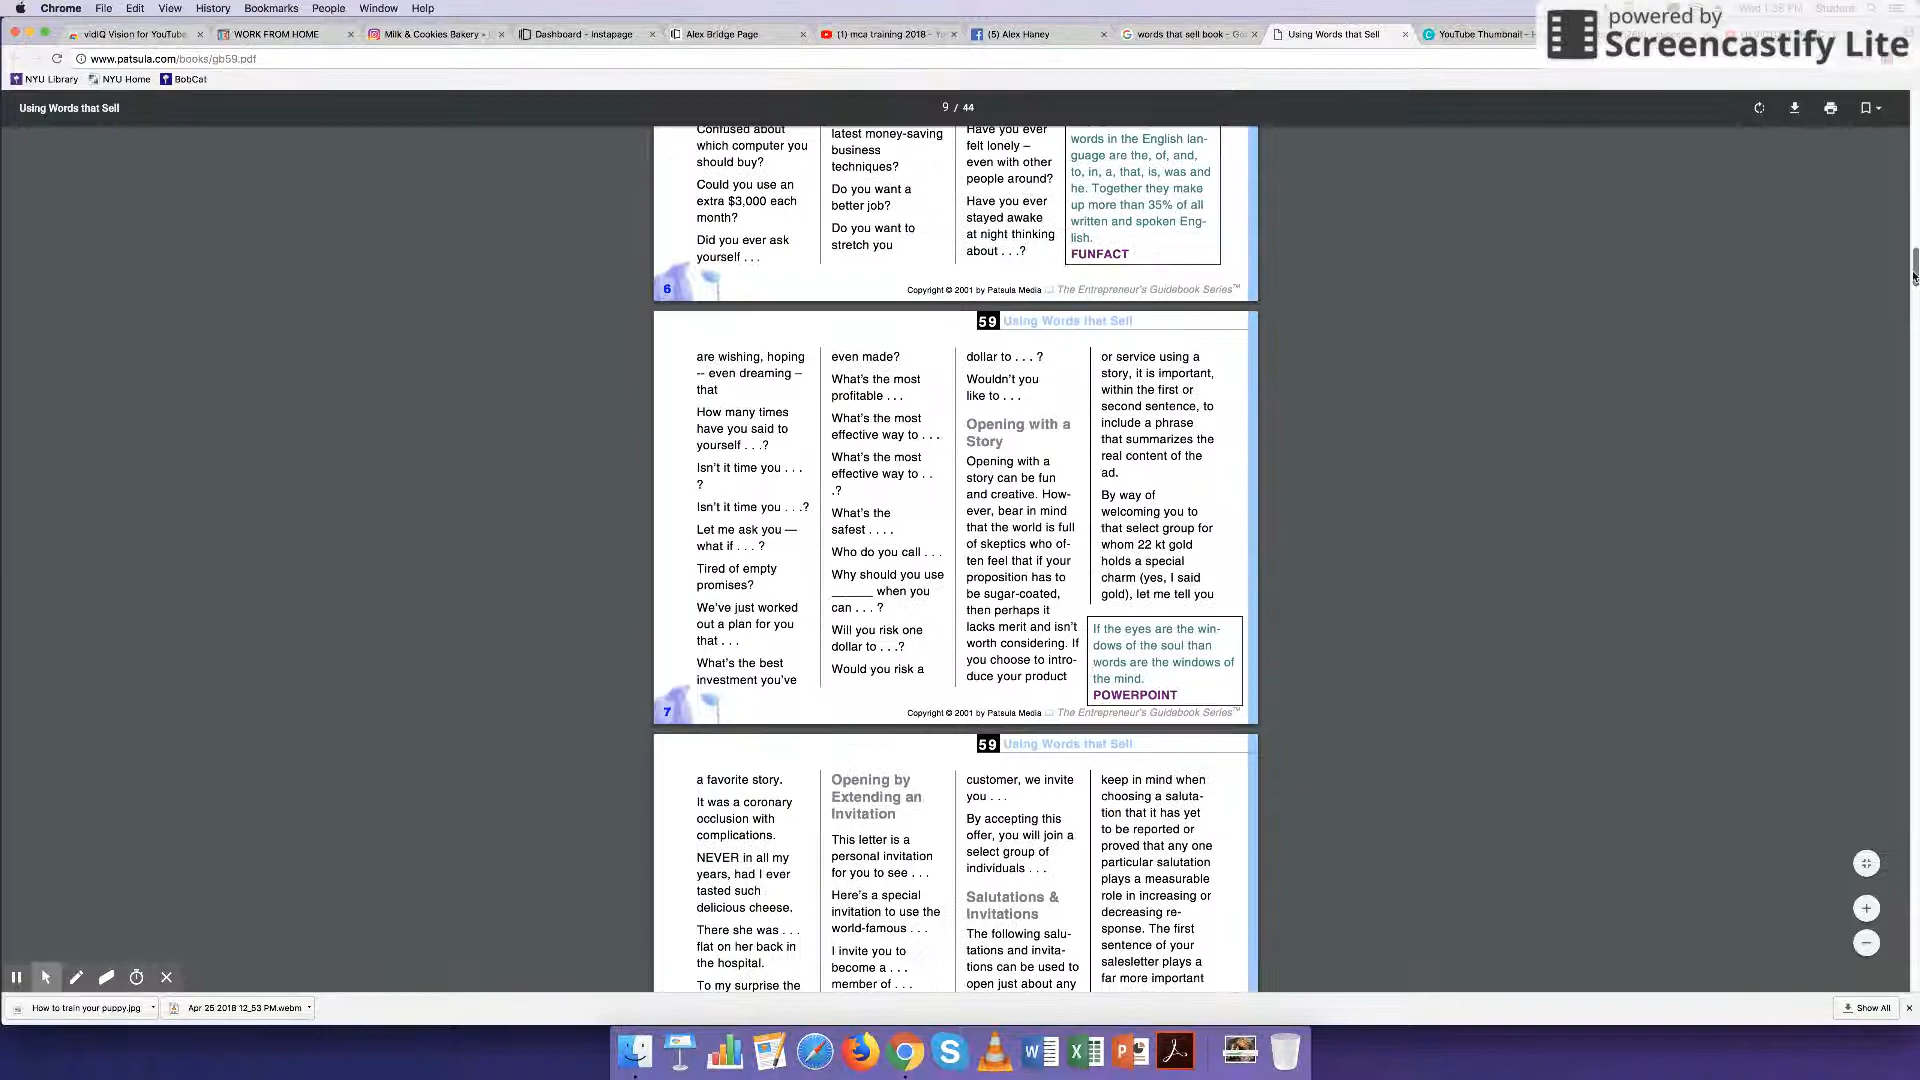 Chrome File Edit View History Bookmarks People Window Help
Wed 1:38 PM Student
powered by
Screencastify Lite
vidIQ Vision for YouTube
WORK FROM HOME
Milk & Cookies Bakery
Dashboard - Instapage
Alex Bridge Page
(1) mca training 2018 - Yo
(5) Alex Haney
words that sell book - Go
Using Words that Sell
YouTube Thumbnail
www.patsula.com/books/gb59.pdf
NYU Library NYU Home BobCat
Using Words that Sell
9 / 44
Confused about
which computer you
should buy?
Could you use an
extra $3,000 each
month?
Did you ever ask
yourself . . .
latest money-saving
business
techniques?
Do you want a
better job?
Do you want to
stretch you
Have you ever
felt lonely –
even with other
people around?
Have you ever
stayed awake
at night thinking
about . . .?
words in the English lan-
guage are the, of, and,
to, in, a, that, is, was and
he. Together they make
up more than 35% of all
written and spoken Eng-
lish.
FUNFACT
6
Copyright © 2001 by Patsula Media The Entrepreneur's Guidebook Series™
59 Using Words that Sell
are wishing, hoping
-- even dreaming –
that
How many times
have you said to
yourself . . .?
Isn't it time you . . .
?
Isn't it time you . . .?
Let me ask you —
what if . . . ?
Tired of empty
promises?
We've just worked
out a plan for you
that . . .
What's the best
investment you've
even made?
What's the most
profitable . . .
What's the most
effective way to . . .
What's the most
effective way to . .
.?
What's the
safest . . . .
Who do you call . . .
Why should you use
______ when you
can . . . ?
Will you risk one
dollar to . . .?
Would you risk a
dollar to . . . ?
Wouldn't you
like to . . .
Opening with a
Story
Opening with a
story can be fun
and creative. How-
ever, bear in mind
that the world is full
of skeptics who of-
ten feel that if your
proposition has to
be sugar-coated,
then perhaps it
lacks merit and isn't
worth considering. If
you choose to intro-
duce your product
or service using a
story, it is important,
within the first or
second sentence, to
include a phrase
that summarizes the
real content of the
ad.
By way of
welcoming you to
that select group for
whom 22 kt gold
holds a special
charm (yes, I said
gold), let me tell you
If the eyes are the win-
dows of the soul than
words are the windows of
the mind.
POWERPOINT
7
Copyright © 2001 by Patsula Media The Entrepreneur's Guidebook Series™
59 Using Words that Sell
a favorite story.
It was a coronary
occlusion with
complications.
NEVER in all my
years, had I ever
tasted such
delicious cheese.
There she was . . .
flat on her back in
the hospital.
To my surprise the
Opening by
Extending an
Invitation
This letter is a
personal invitation
for you to see . . .
Here's a special
invitation to use the
world-famous . . .
I invite you to
become a . . .
member of . . .
customer, we invite
you . . .
By accepting this
offer, you will join a
select group of
individuals . . .
Salutations &
Invitations
The following salu-
tations and invita-
tions can be used to
open just about any
keep in mind when
choosing a saluta-
tion that it has yet
to be reported or
proved that any one
particular salutation
plays a measurable
role in increasing or
decreasing re-
sponse. The first
sentence of your
salesletter plays a
far more important
How to train your puppy.jpg
Apr 25 2018 12_53 PM.webm
Show All